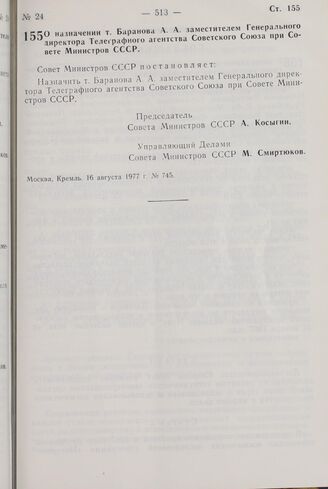 № 24 — 513 — Ст. 155
155 О назначении т. Баранова А. А. заместителем Генерального
директора Телеграфного агентства Советского Союза при Со-
вете Министров СССР.
Совет Министров СССР постановляет:
Назначить т. Баранова А. А. заместителем Генерального дирек-
тора Телеграфного агентства Советского Союза при Совете Мини-
стров СССР.
Председатель
Совета Министров СССР А. Косыгин.
Управляющий Делами
Совета Министров СССР М. Смиртюков.
Москва, Кремль. 16 августа 1977 г. № 745.